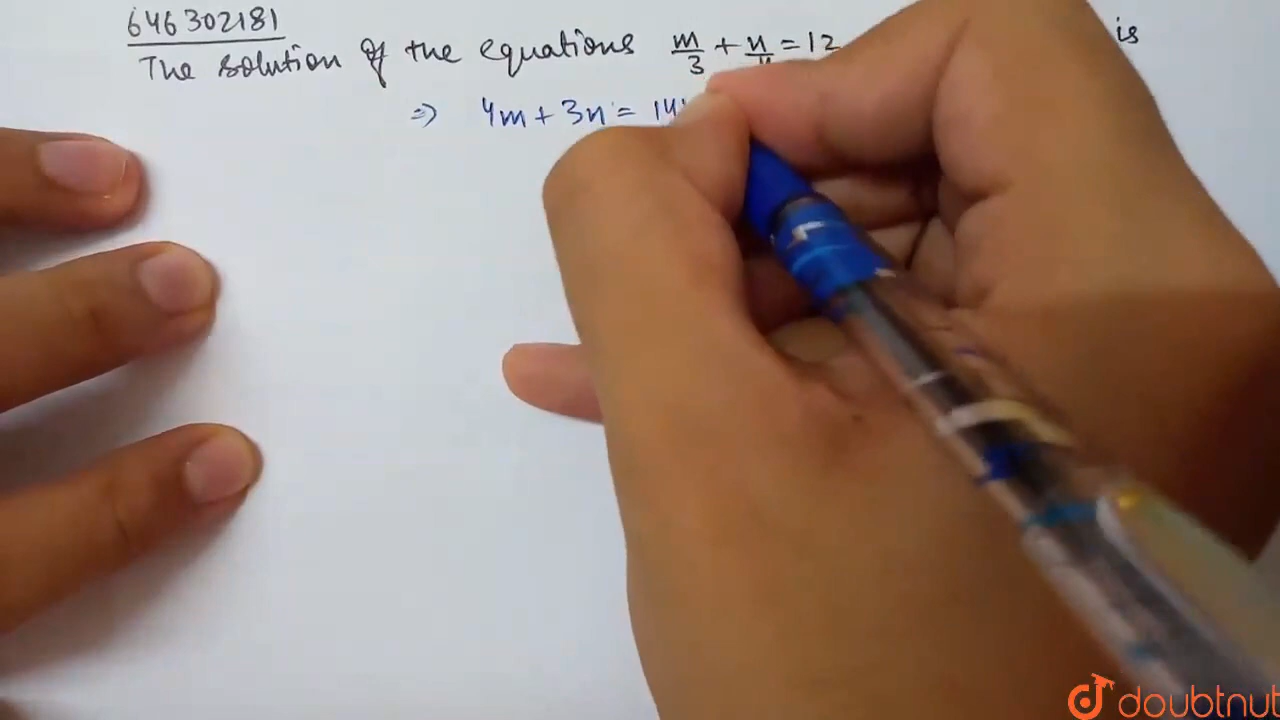 646302181
The solution of the equations m/3 + n/4 = 12 is
⇒ 4m + 3n = 14
doubtnut